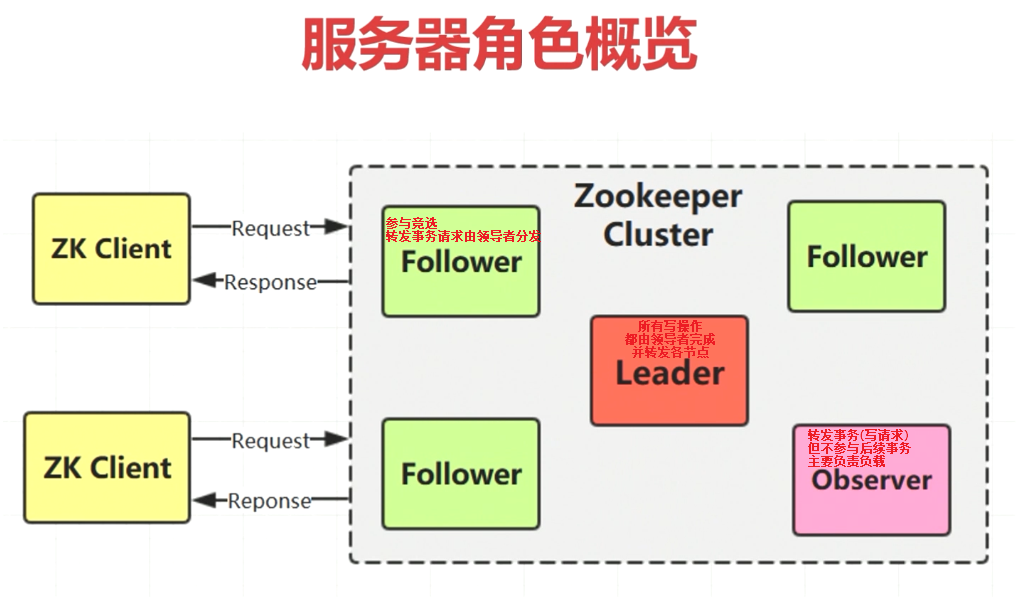 服务器角色概览
Zookeeper
Cluster
ZK Client
Request
Response
参与竞选
转发事务请求由领导者分发
Follower
Follower
所有写操作
都由领导者完成
并转发各节点
Leader
ZK Client
Request
Reponse
Follower
转发事务(写请求)
但不参与后续事务
主要负责负载
Observer